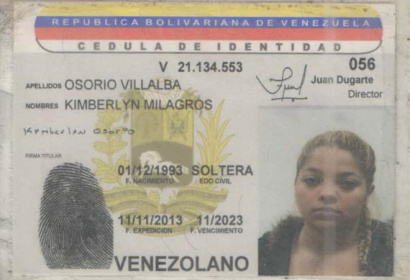 REPUBLICA BOLIVARIANA DE VENEZUELA
CEDULA DE IDENTIDAD
V 21.134.553 056
APELLIDOS OSORIO VILLALBA Juan Dugarte
Director
NOMBRES KIMBERLYN MILAGROS
Kimberlyn Osorio
FIRMA TITULAR
01/12/1993 SOLTERA
F. NACIMIENTO EDO CIVIL
11/11/2013 11/2023
F. EXPEDICION F. VENCIMIENTO
VENEZOLANO